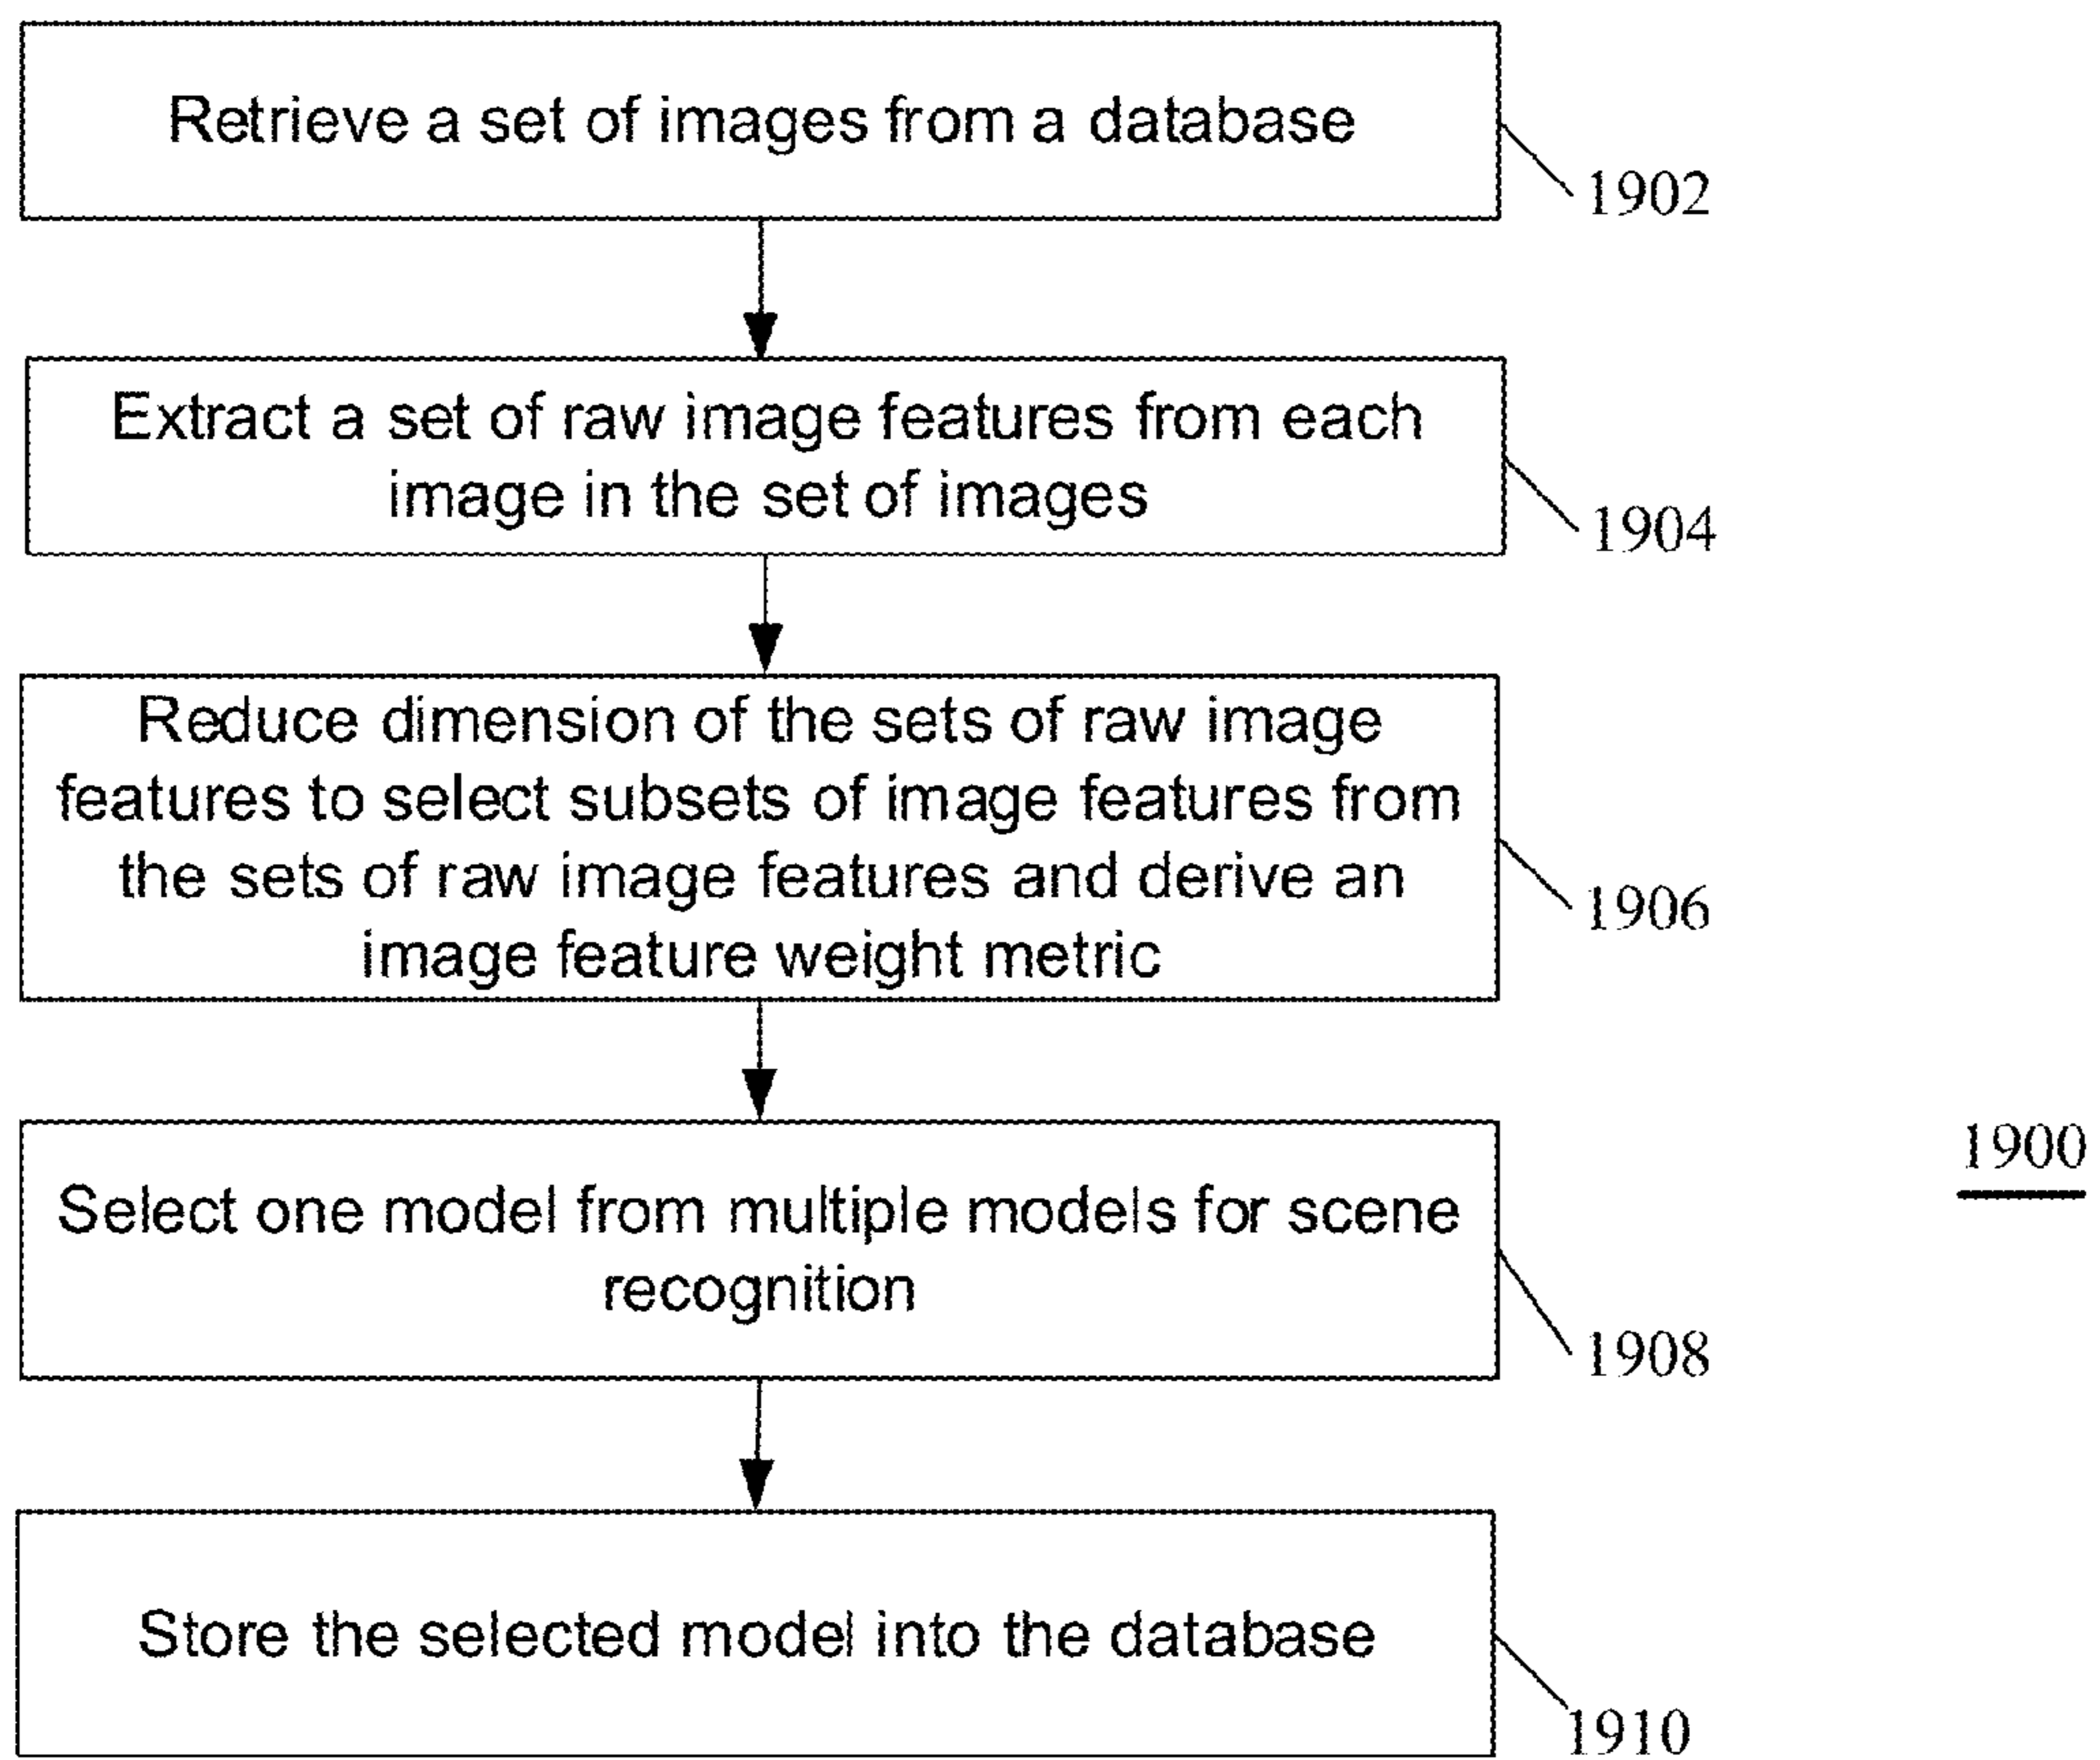 Retrieve a set of images from a database
1902
Extract a set of raw image features from each
image in the set of images
1904
Reduce dimension of the sets of raw image
features to select subsets of image features from
the sets of raw image features and derive an
image feature weight metric
1906
1900
Select one model from multiple models for scene
recognition
1908
Store the selected model into the database
1910